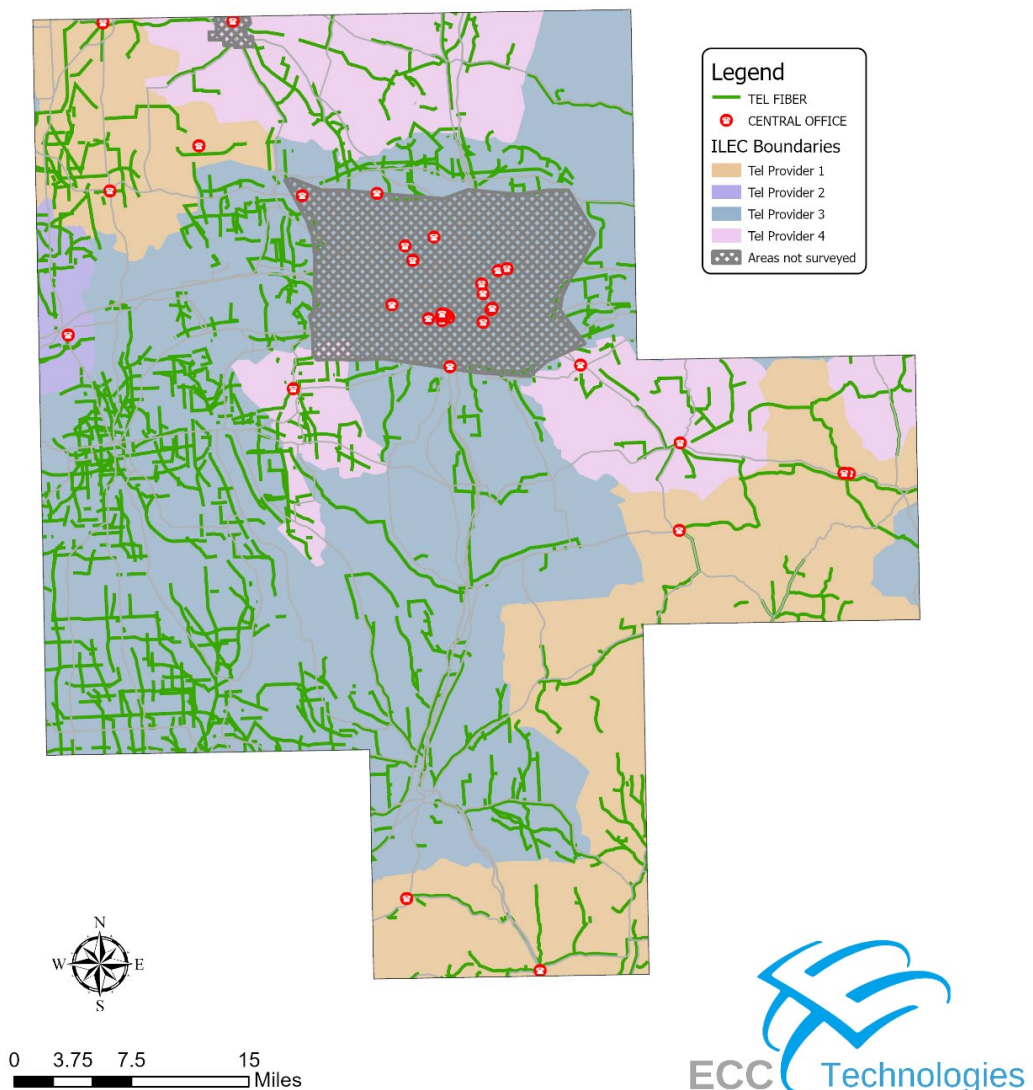 Legend
TEL FIBER
CENTRAL OFFICE
ILEC Boundaries
Tel Provider 1
Tel Provider 2
Tel Provider 3
Tel Provider 4
Areas not surveyed
N
W E
S
0 3.75 7.5 15
Miles
ECC Technologies